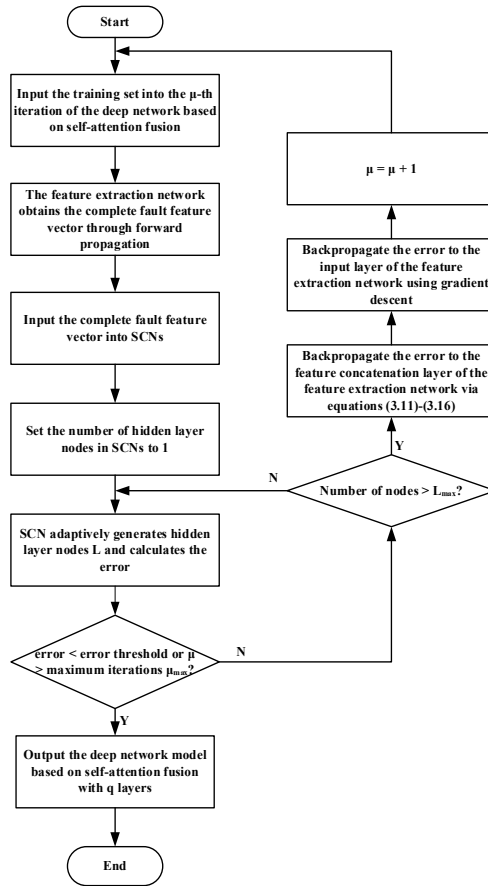 Start
Input the training set into the μ-th
iteration of the deep network based
on self-attention fusion
The feature extraction network
obtains the complete fault feature
vector through forward
propagation
Input the complete fault feature
vector into SCNs
Set the number of hidden layer
nodes in SCNs to 1
SCN adaptively generates hidden
layer nodes L and calculates the
error
error < error threshold or μ
> maximum iterations μmax?
N
Y
Output the deep network model
based on self-attention fusion
with q layers
End
Number of nodes > Lmax?
N
Y
Backpropagate the error to the
feature concatenation layer of the
feature extraction network via
equations (3.11)-(3.16)
Backpropagate the error to the
input layer of the feature
extraction network using gradient
descent
μ = μ + 1